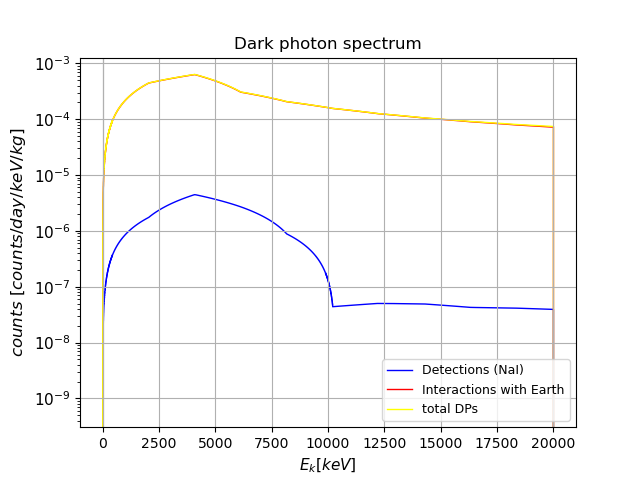 Dark photon spectrum
counts [counts/day/keV/kg]
10⁻³
10⁻⁴
10⁻⁵
10⁻⁶
10⁻⁷
10⁻⁸
10⁻⁹
Detections (NaI)
Interactions with Earth
total DPs
0 2500 5000 7500 10000 12500 15000 17500 20000
Eₖ[keV]